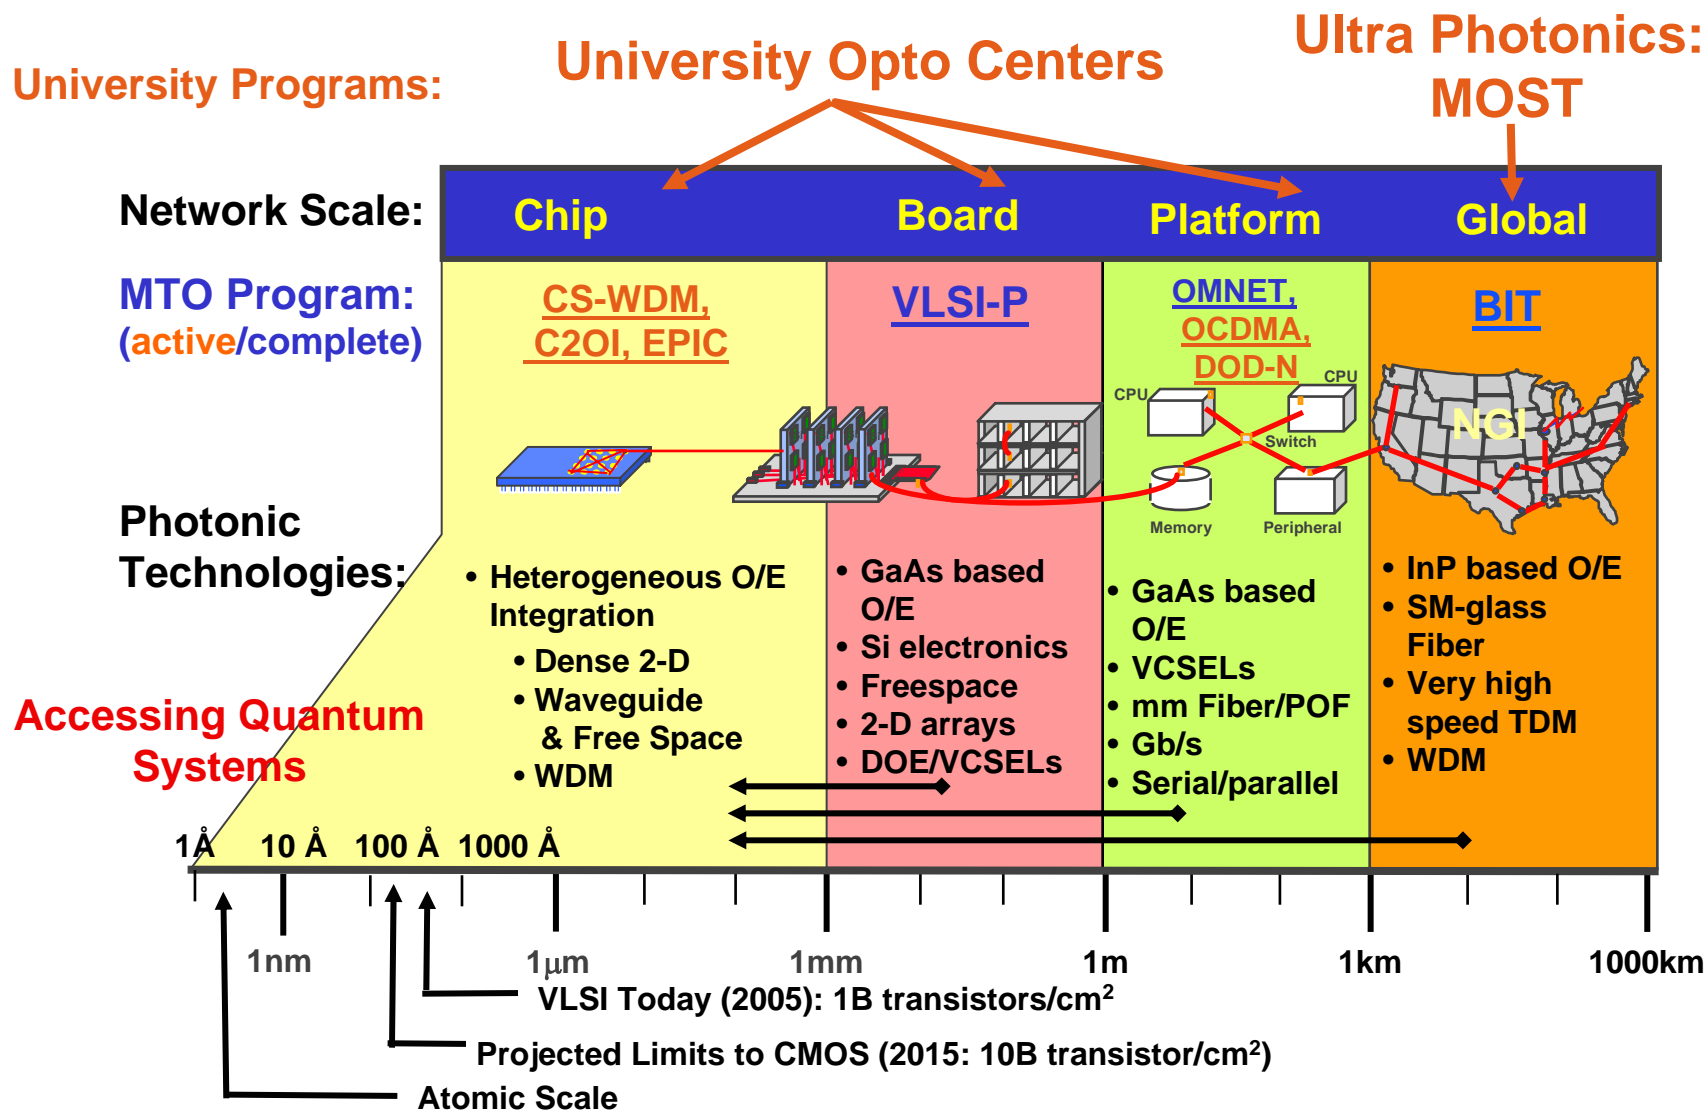 University Programs:
University Opto Centers
Ultra Photonics:
MOST
Network Scale:
Chip
Board
Platform
Global
MTO Program:
(active/complete)
CS-WDM,
C2OI, EPIC
VLSI-P
OMNET,
OCDMA,
DOD-N
BIT
CPU
CPU
Switch
Memory
Peripheral
NGI
Photonic
Technologies:
• Heterogeneous O/E
Integration
• Dense 2-D
• Waveguide
& Free Space
• WDM
• GaAs based
O/E
• Si electronics
• Freespace
• 2-D arrays
• DOE/VCSELs
• GaAs based
O/E
• VCSELs
• mm Fiber/POF
• Gb/s
• Serial/parallel
• InP based O/E
• SM-glass
Fiber
• Very high
speed TDM
• WDM
Accessing Quantum
Systems
1Å 10 Å 100 Å 1000 Å
1nm 1μm 1mm 1m 1km 1000km
VLSI Today (2005): 1B transistors/cm²
Projected Limits to CMOS (2015: 10B transistor/cm²)
Atomic Scale